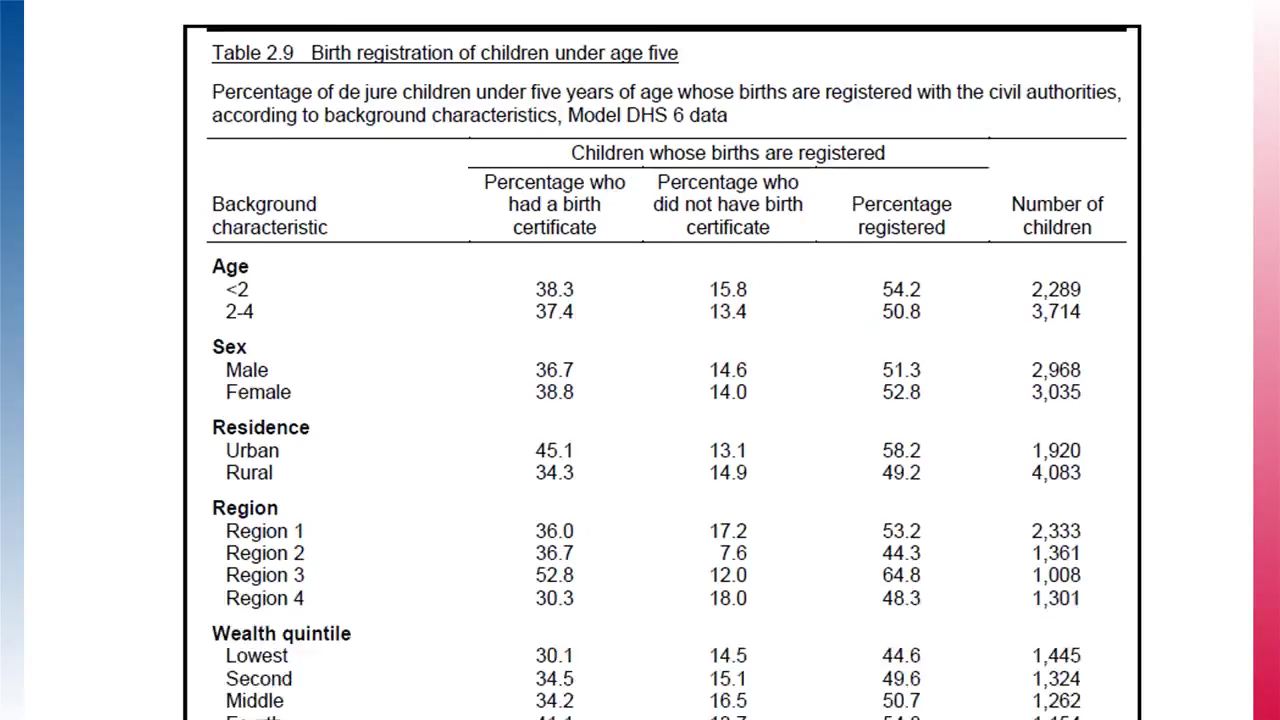 Table 2.9 Birth registration of children under age five
Percentage of de jure children under five years of age whose births are registered with the civil authorities,
according to background characteristics, Model DHS 6 data
Children whose births are registered
Background characteristic
Percentage who had a birth certificate
Percentage who did not have birth certificate
Percentage registered
Number of children
Age
<2 38.3 15.8 54.2 2,289
2-4 37.4 13.4 50.8 3,714
Sex
Male 36.7 14.6 51.3 2,968
Female 38.8 14.0 52.8 3,035
Residence
Urban 45.1 13.1 58.2 1,920
Rural 34.3 14.9 49.2 4,083
Region
Region 1 36.0 17.2 53.2 2,333
Region 2 36.7 7.6 44.3 1,361
Region 3 52.8 12.0 64.8 1,008
Region 4 30.3 18.0 48.3 1,301
Wealth quintile
Lowest 30.1 14.5 44.6 1,445
Second 34.5 15.1 49.6 1,324
Middle 34.2 16.5 50.7 1,262